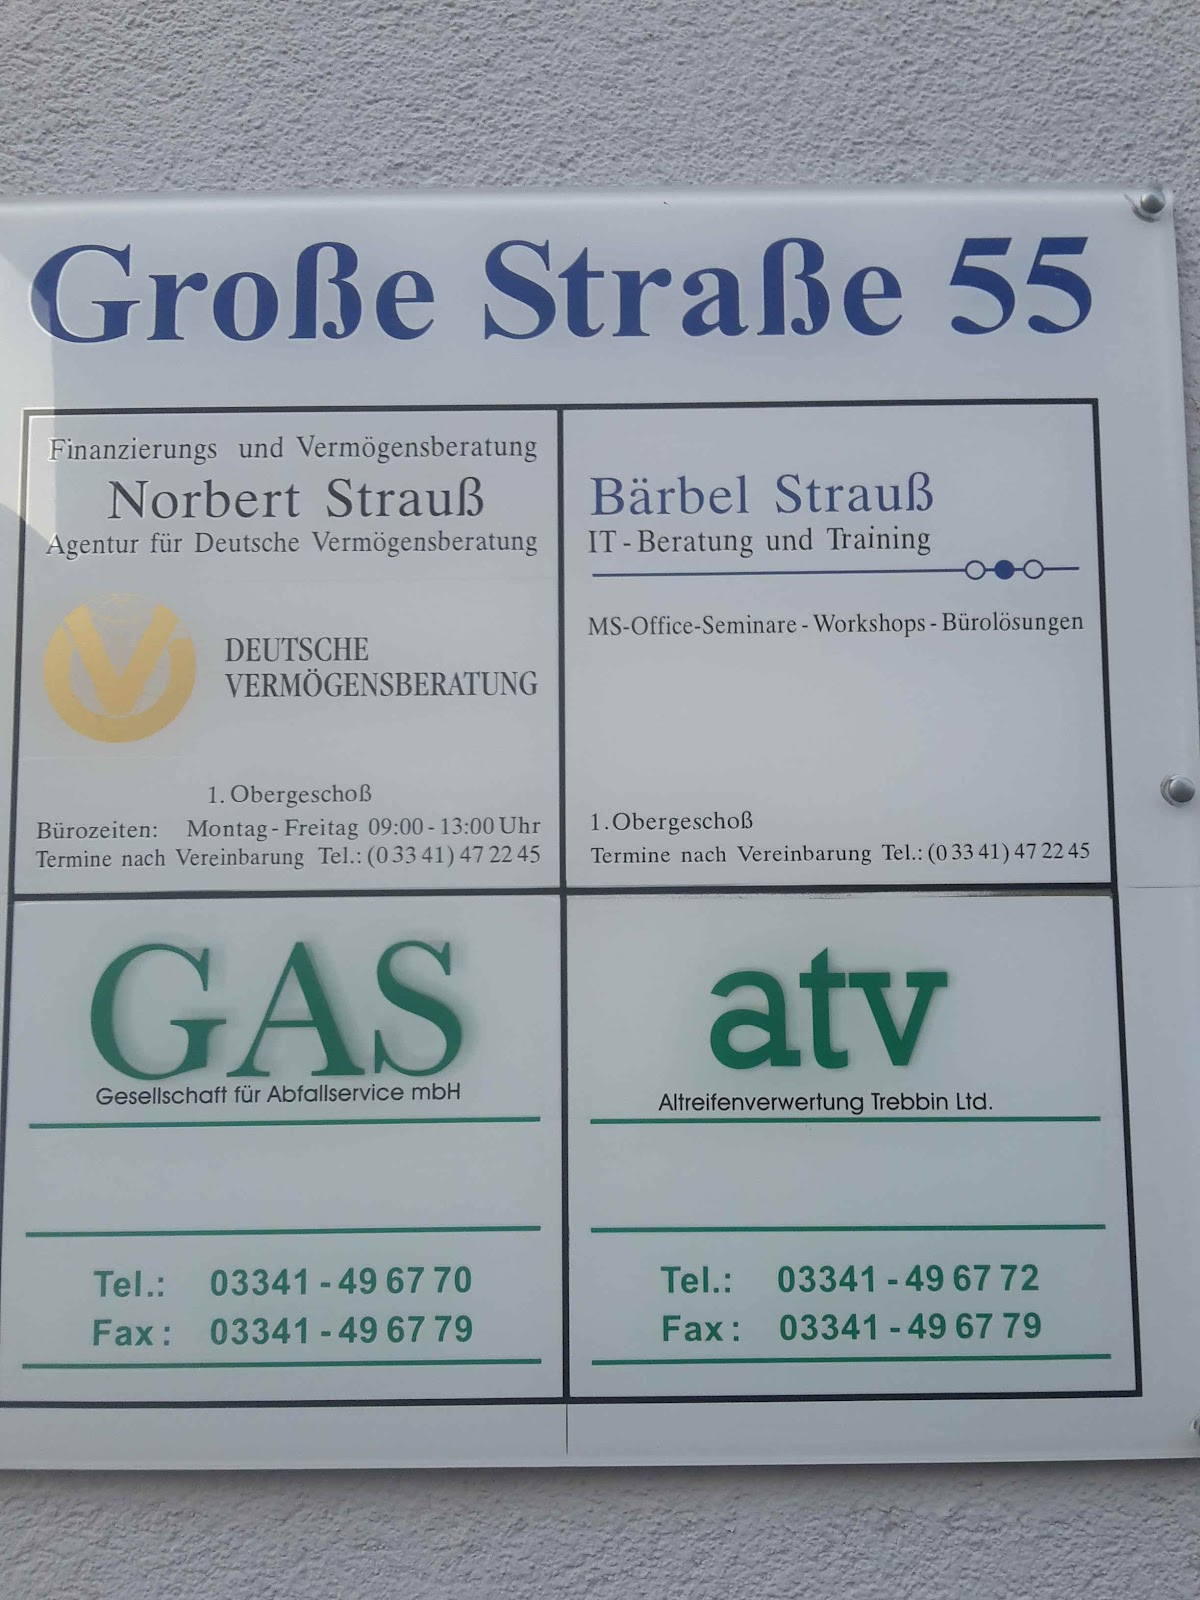 Große Straße 55
Finanzierungs und Vermögensberatung
Norbert Strauß
Agentur für Deutsche Vermögensberatung
DEUTSCHE
VERMÖGENSBERATUNG
1. Obergeschoß
Bürozeiten: Montag - Freitag 09:00 - 13:00 Uhr
Termine nach Vereinbarung Tel.: (0 33 41) 47 22 45
Bärbel Strauß
IT - Beratung und Training
MS-Office-Seminare - Workshops - Bürolösungen
1. Obergeschoß
Termine nach Vereinbarung Tel.: (0 33 41) 47 22 45
GAS
Gesellschaft für Abfallservice mbH
Tel.: 03341 - 49 67 70
Fax : 03341 - 49 67 79
atv
Altreifenverwertung Trebbin Ltd.
Tel.: 03341 - 49 67 72
Fax : 03341 - 49 67 79